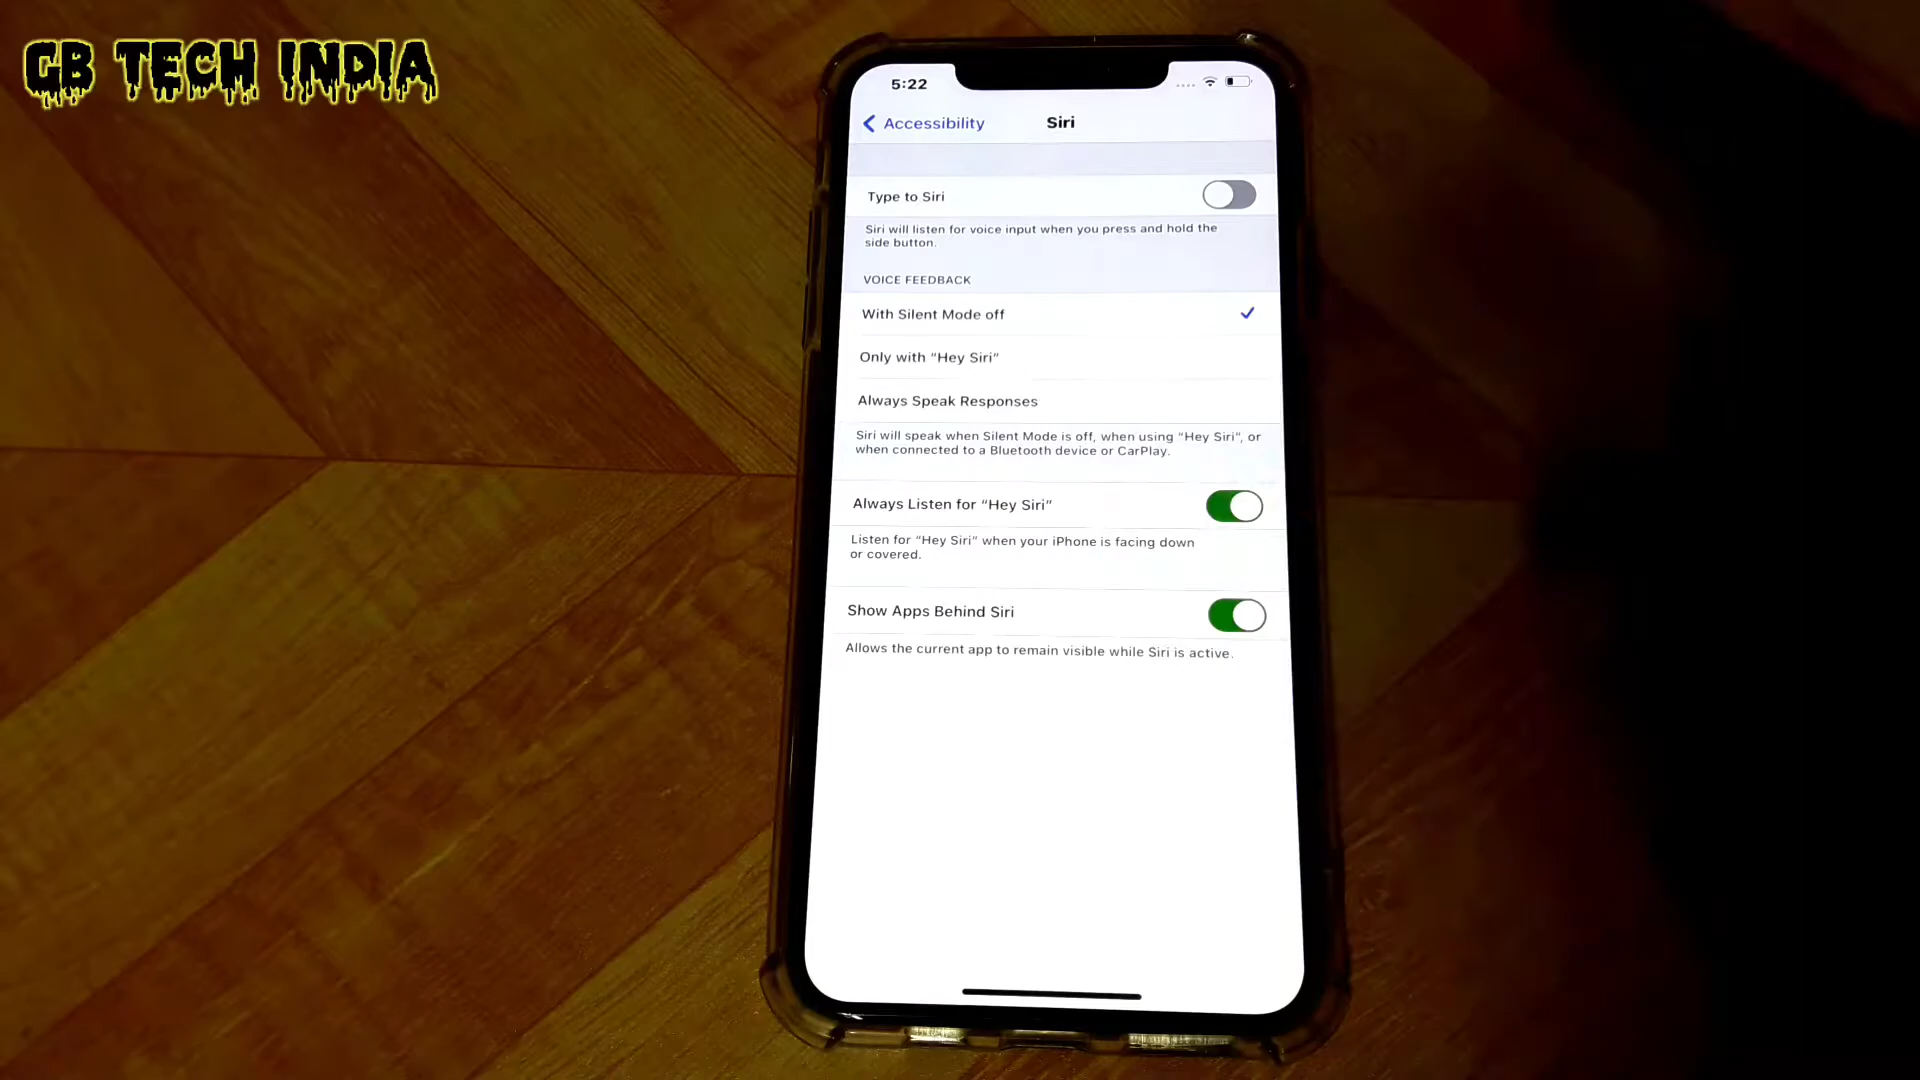 GB TECH INDIA
5:22
Accessibility
Siri
Type to Siri
Siri will listen for voice input when you press and hold the
side button.
VOICE FEEDBACK
With Silent Mode off
Only with “Hey Siri”
Always Speak Responses
Siri will speak when Silent Mode is off, when using “Hey Siri”, or
when connected to a Bluetooth device or CarPlay.
Always Listen for “Hey Siri”
Listen for “Hey Siri” when your iPhone is facing down
or covered.
Show Apps Behind Siri
Allows the current app to remain visible while Siri is active.